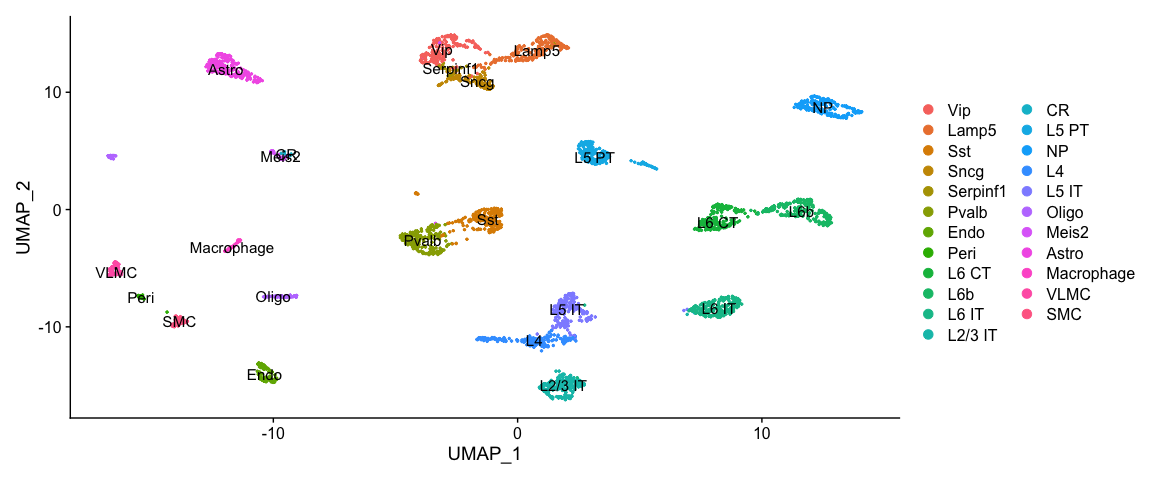 Vip
Lamp5
Astro
Serpinf1
Sncg
10
NP
CR
Meis2
L5 PT
0
Sst
L6b
L6 CT
Pvalb
Macrophage
VLMC
Peri
Oligo
-10
SMC
L5 IT
L6 IT
L4
Endo
L2/3 IT
UMAP_2
-10
0
10
UMAP_1
Vip
Lamp5
Sst
Sncg
Serpinf1
Pvalb
Endo
Peri
L6 CT
L6b
L6 IT
L2/3 IT
CR
L5 PT
NP
L4
L5 IT
Oligo
Meis2
Astro
Macrophage
VLMC
SMC